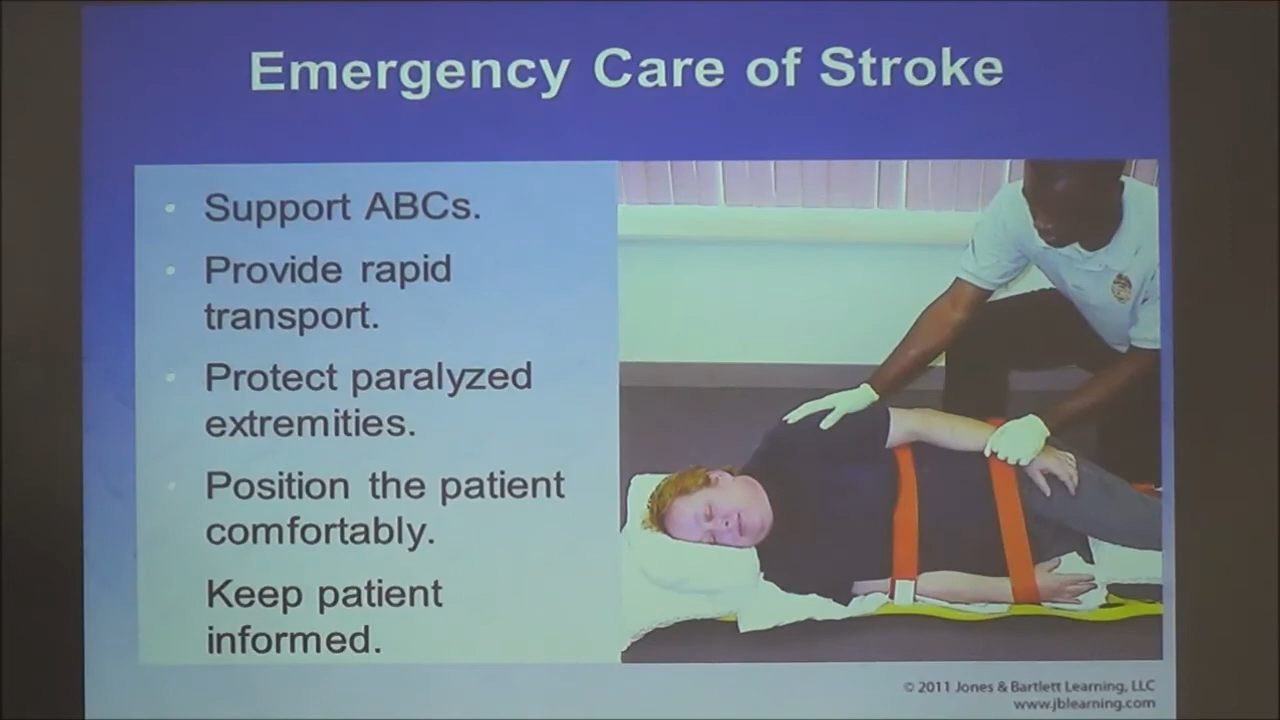 Emergency Care of Stroke
• Support ABCs.
• Provide rapid
transport.
• Protect paralyzed
extremities.
• Position the patient
comfortably.
Keep patient
informed.
© 2011 Jones & Bartlett Learning, LLC
www.jblearning.com